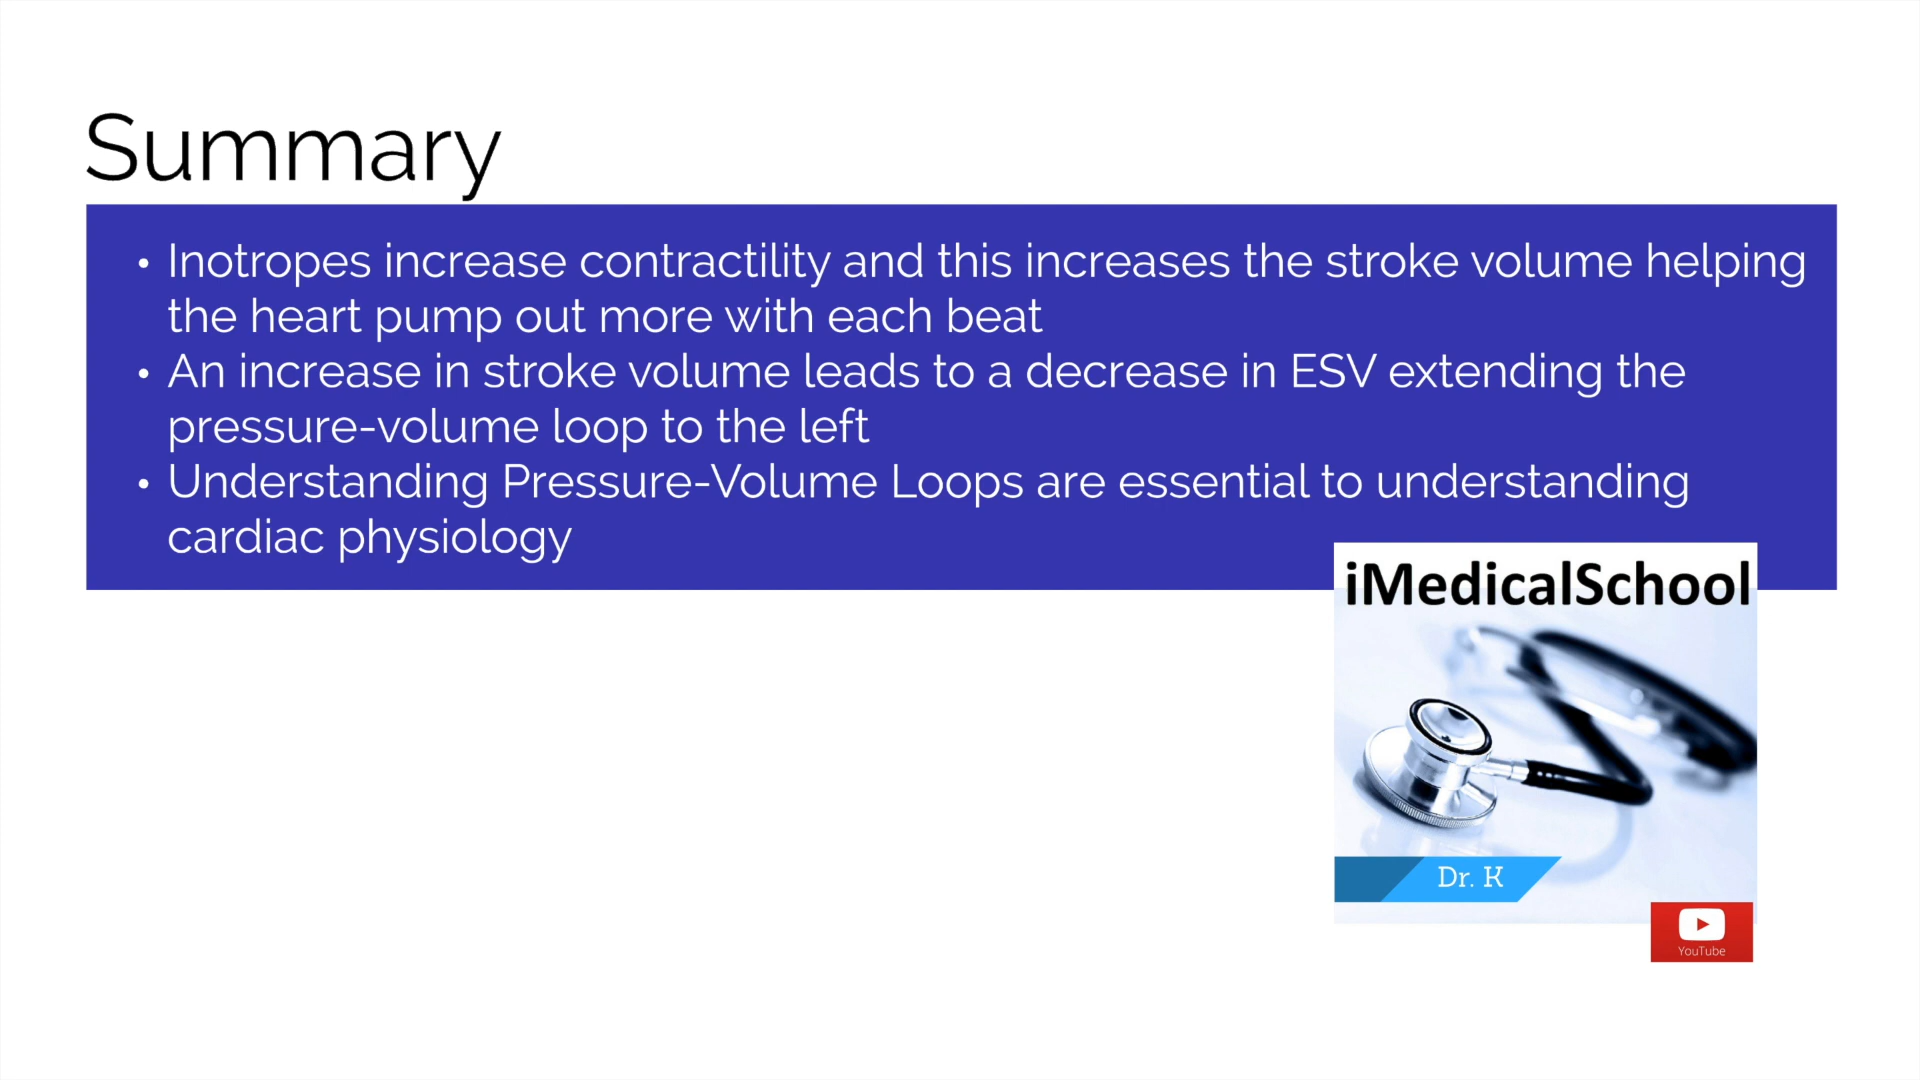 Summary
• Inotropes increase contractility and this increases the stroke volume helping
the heart pump out more with each beat
• An increase in stroke volume leads to a decrease in ESV extending the
pressure-volume loop to the left
• Understanding Pressure-Volume Loops are essential to understanding
cardiac physiology
iMedicalSchool
Dr. K
YouTube